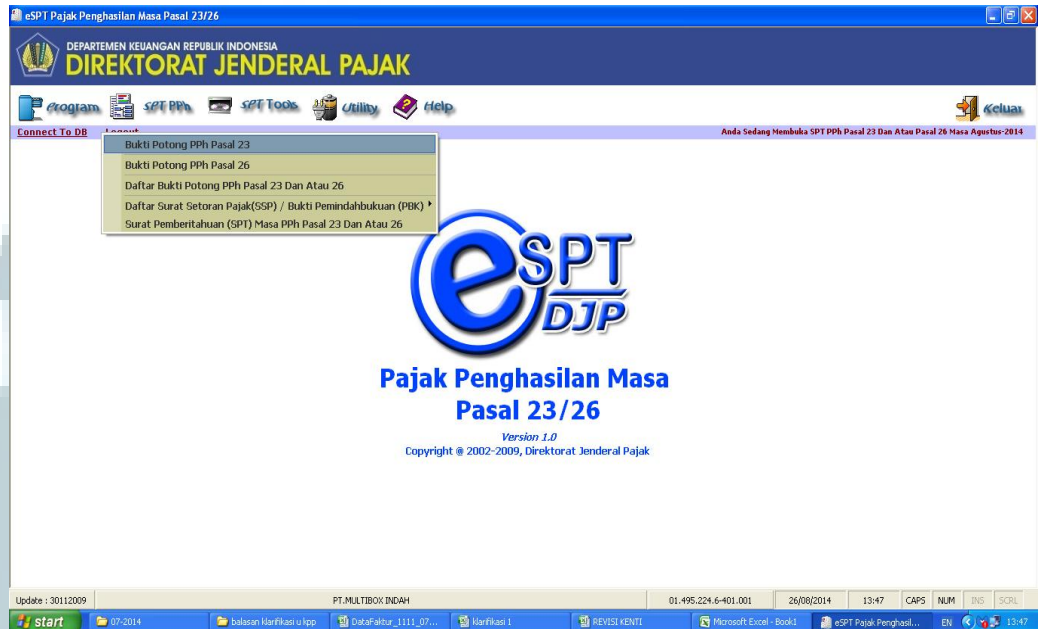 eSPT Pajak Penghasilan Masa Pasal 23/26
DEPARTEMEN KEUANGAN REPUBLIK INDONESIA
DIREKTORAT JENDERAL PAJAK
Program SPT PPh SPT Tools Utility Help Keluar
Connect To DB Logout Anda Sedang Membuka SPT PPh Pasal 23 Dan Atau Pasal 26 Masa Agustus-2014
Bukti Potong PPh Pasal 23
Bukti Potong PPh Pasal 26
Daftar Bukti Potong PPh Pasal 23 Dan Atau 26
Daftar Surat Setoran Pajak(SSP) / Bukti Pemindahbukuan (PBK)
Surat Pemberitahuan (SPT) Masa PPh Pasal 23 Dan Atau 26
eSPT
DJP
Pajak Penghasilan Masa
Pasal 23/26
Version 1.0
Copyright @ 2002-2009, Direktorat Jenderal Pajak
Update : 30112009 PT.MULTIBOX INDAH 01.495.224.6-401.001 26/08/2014 13:47 CAPS NUM INS SCRL
start 07-2014 balasan klarifikasi u kpp DataFaktur_1111_07... klarifikasi 1 REVISI KENTI Microsoft Excel - Book1 eSPT Pajak Penghasil... EN 13:47